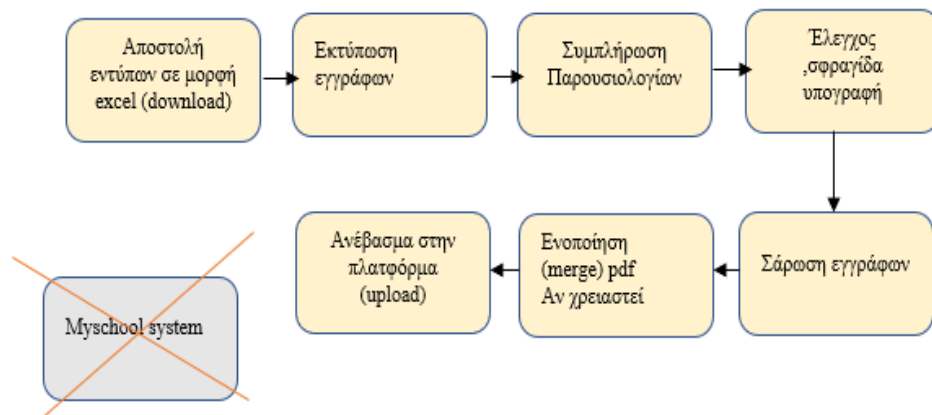 Αποστολή
εντύπων σε μορφή
excel (download)
Εκτύπωση
εγγράφων
Συμπλήρωση
Παρουσιολογίων
Έλεγχος
,σφραγίδα
υπογραφή
Σάρωση εγγράφων
Ενοποίηση
(merge) pdf
Αν χρειαστεί
Ανέβασμα στην
πλατφόρμα
(upload)
Myschool system